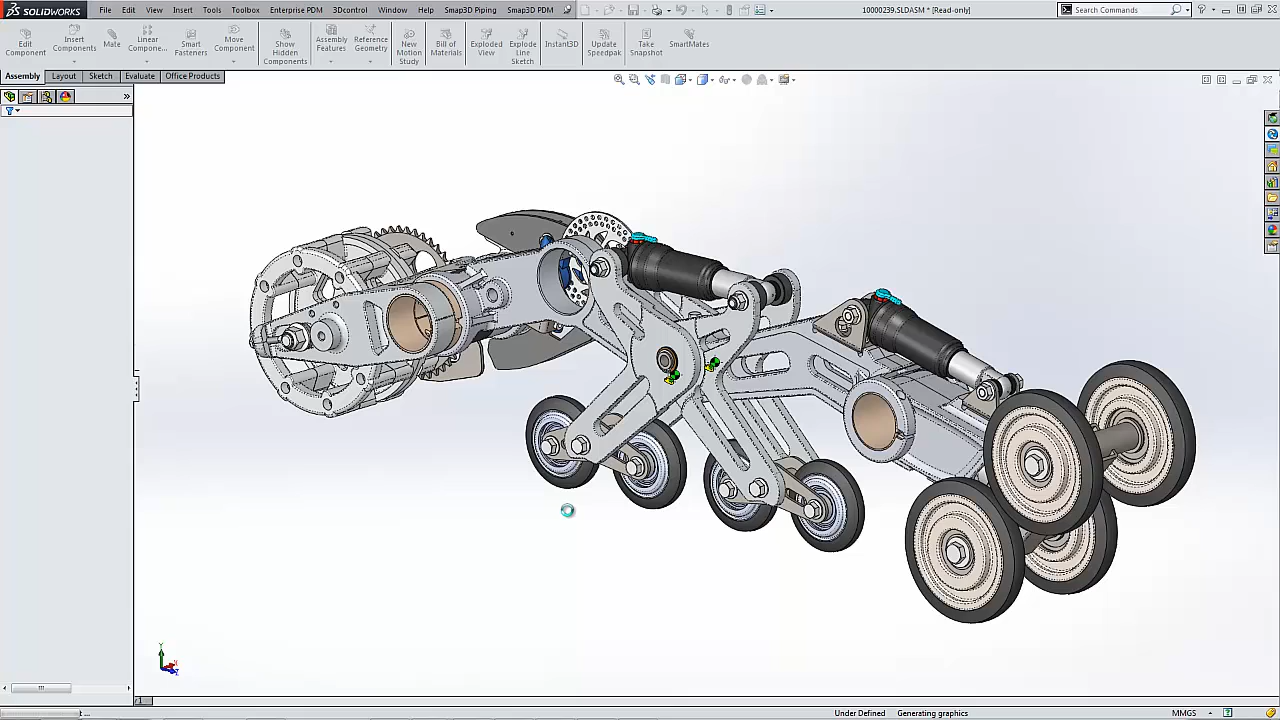 SOLIDWORKS File Edit View Insert Tools Toolbox Enterprise PDM 3Dcontrol Window Help Smap3D Piping Smap3D PDM 10000239.SLDASM * [Read-only] Search Commands
Edit Component
Insert Components
Mate
Linear Compone...
Smart Fasteners
Move Component
Show Hidden Components
Assembly Features
Reference Geometry
New Motion Study
Bill of Materials
Exploded View
Explode Line Sketch
Instant3D
Update Speedpak
Take Snapshot
SmartMates
Assembly Layout Sketch Evaluate Office Products
Y
X
Z
Under Defined Generating graphics MMGS